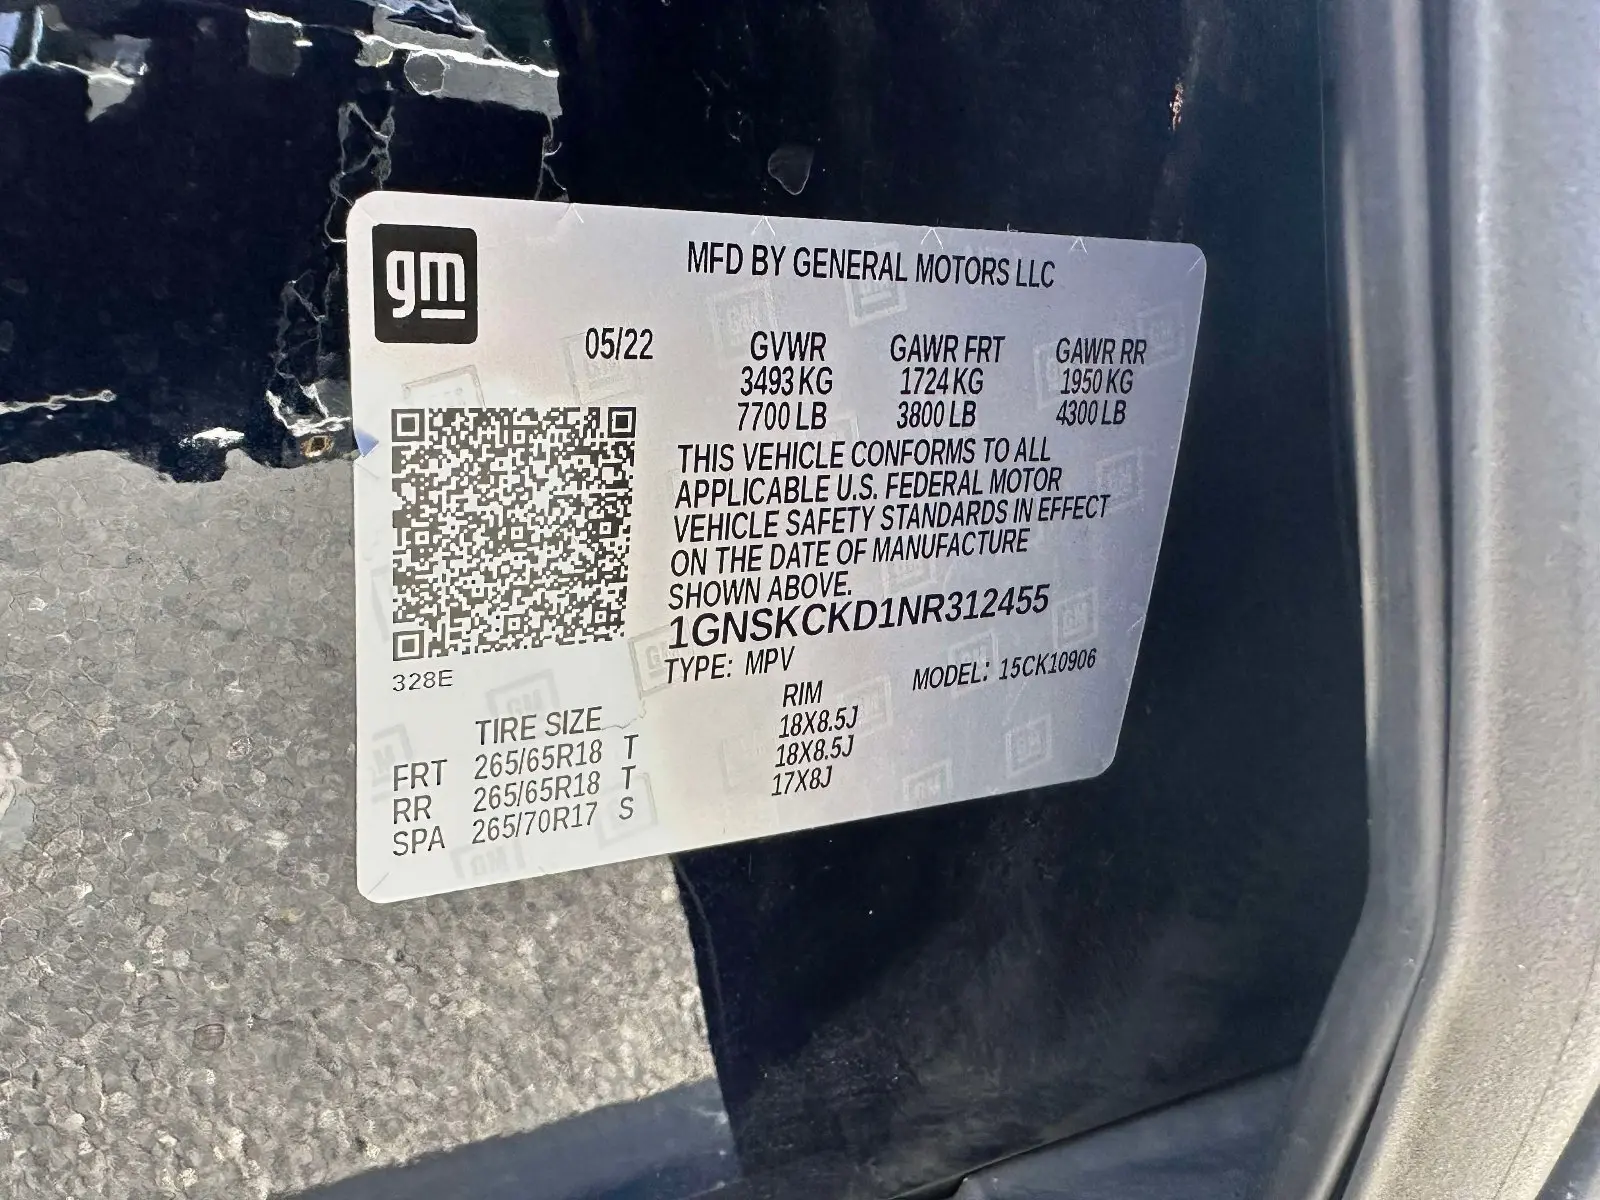 gm
MFD BY GENERAL MOTORS LLC
05/22 GVWR GAWR FRT GAWR RR
3493 KG 1724 KG 1950 KG
7700 LB 3800 LB 4300 LB
THIS VEHICLE CONFORMS TO ALL
APPLICABLE U.S. FEDERAL MOTOR
VEHICLE SAFETY STANDARDS IN EFFECT
ON THE DATE OF MANUFACTURE
SHOWN ABOVE.
1GNSKCKD1NR312455
TYPE: MPV MODEL: 15CK10906
328E
TIRE SIZE RIM
FRT 265/65R18 T 18X8.5J
RR 265/65R18 T 18X8.5J
SPA 265/70R17 S 17X8J